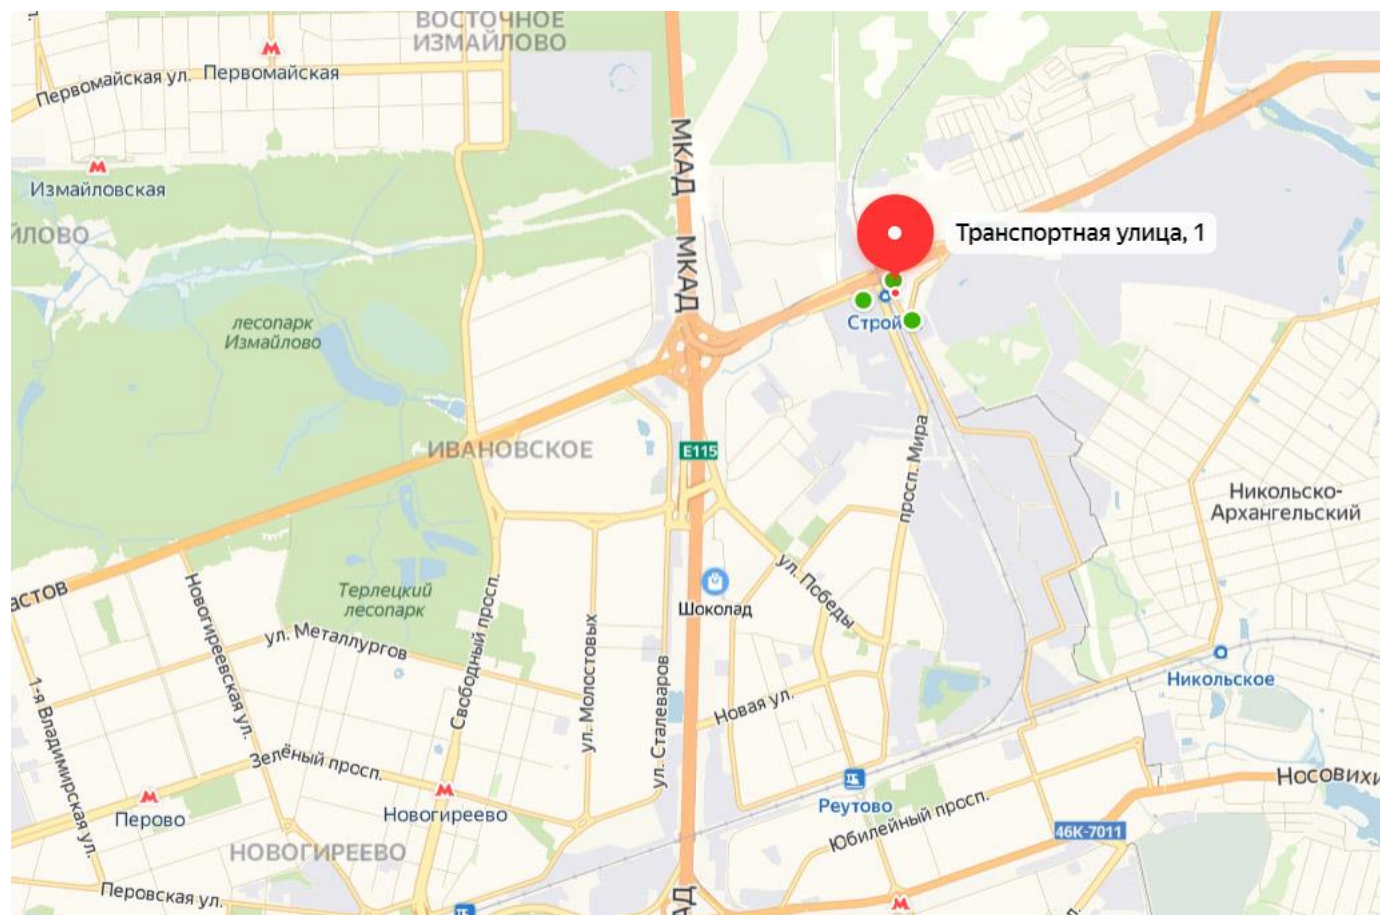 ВОСТОЧНОЕ
ИЗМАЙЛОВО
Первомайская ул.
Первомайская
МКАД
Измайловская
ЙЛОВО
МКАД
Транспортная улица, 1
Строй
лесопарк
Измайлово
ИВАНОВСКОЕ
E115
просп. Мира
Никольско-
Архангельский
астов
Терлецкий
лесопарк
Шоколад
ул. Победы
Новогиреевская ул.
ул. Металлургов
Свободный просп.
ул. Молостовых
ул. Сталеваров
1-я Владимирская ул.
Новая ул.
Никольское
Зелёный просп.
Носовихи
Перово
Новогиреево
Реутово
Юбилейный просп.
46К-7011
НОВОГИРЕЕВО
Перовская ул.